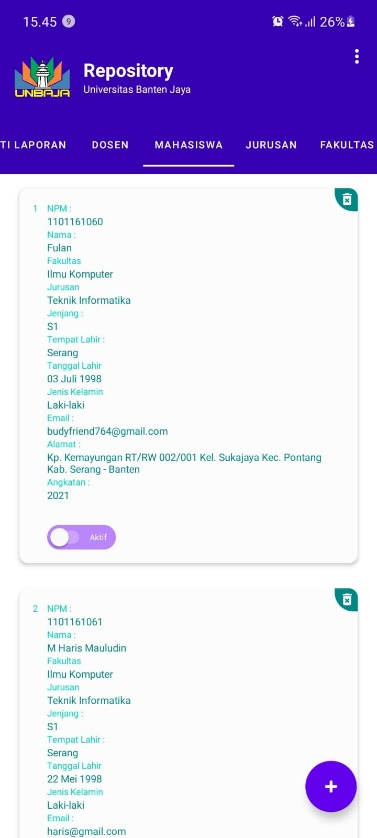 15.45 9 26%
UNBAJA
Repository
Universitas Banten Jaya
TI LAPORAN DOSEN MAHASISWA JURUSAN FAKULTAS
1 NPM :
1101161060
Nama :
Fulan
Fakultas
Ilmu Komputer
Jurusan
Teknik Informatika
Jenjang :
S1
Tempat Lahir :
Serang
Tanggal Lahir
03 Juli 1998
Jenis Kelamin
Laki-laki
Email :
budyfriend764@gmail.com
Alamat :
Kp. Kemayungan RT/RW 002/001 Kel. Sukajaya Kec. Pontang
Kab. Serang - Banten
Angkatan :
2021
Aktif
2 NPM :
1101161061
Nama :
M Haris Mauludin
Fakultas
Ilmu Komputer
Jurusan
Teknik Informatika
Jenjang :
S1
Tempat Lahir :
Serang
Tanggal Lahir
22 Mei 1998
Jenis Kelamin
Laki-laki
Email :
haris@gmail.com